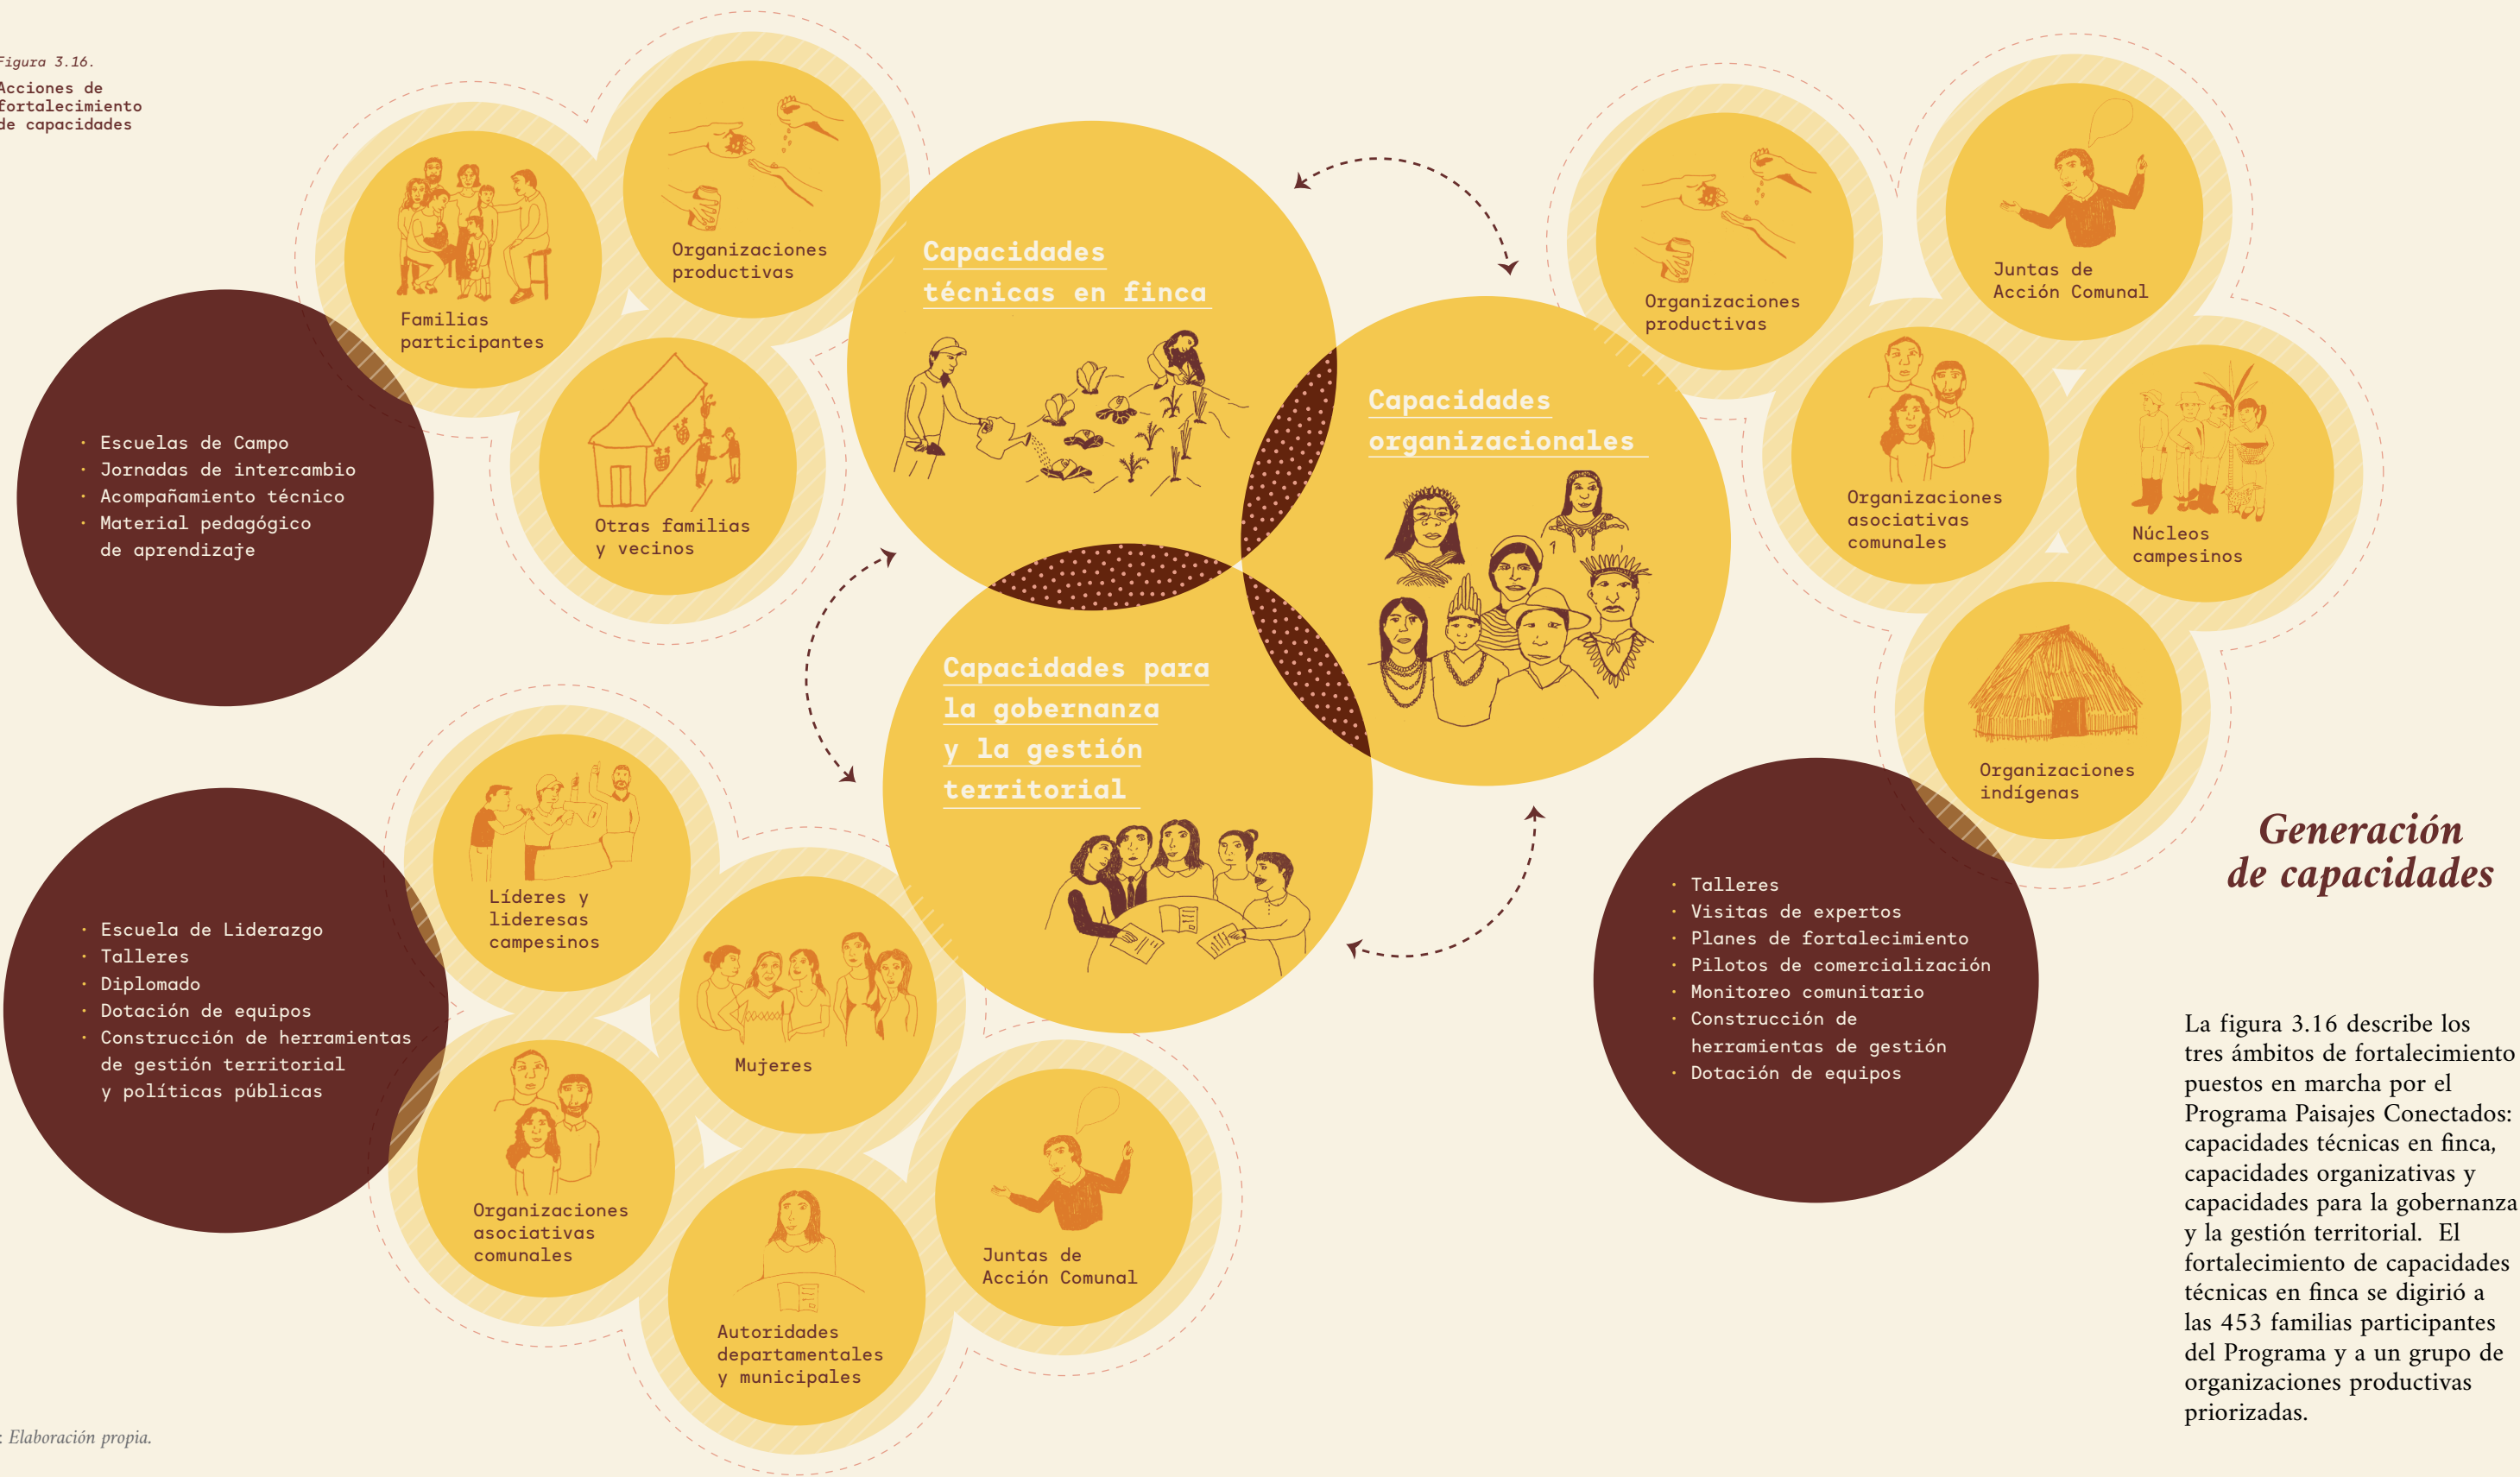 Figura 3.16.
Acciones de
fortalecimiento
de capacidades
Familias
participantes
Organizaciones
productivas
Otras familias
y vecinos
· Escuelas de Campo
· Jornadas de intercambio
· Acompañamiento técnico
· Material pedagógico
de aprendizaje
Capacidades
técnicas en finca
Capacidades
organizacionales
Capacidades para
la gobernanza
y la gestión
territorial
Organizaciones
productivas
Juntas de
Acción Comunal
Organizaciones
asociativas
comunales
Núcleos
campesinos
Organizaciones
indígenas
· Talleres
· Visitas de expertos
· Planes de fortalecimiento
· Pilotos de comercialización
· Monitoreo comunitario
· Construcción de
herramientas de gestión
· Dotación de equipos
Líderes y
lideresas
campesinos
Mujeres
Organizaciones
asociativas
comunales
Autoridades
departamentales
y municipales
Juntas de
Acción Comunal
· Escuela de Liderazgo
· Talleres
· Diplomado
· Dotación de equipos
· Construcción de herramientas
de gestión territorial
y políticas públicas
Generación
de capacidades
La figura 3.16 describe los
tres ámbitos de fortalecimiento
puestos en marcha por el
Programa Paisajes Conectados:
capacidades técnicas en finca,
capacidades organizativas y
capacidades para la gobernanza
y la gestión territorial. El
fortalecimiento de capacidades
técnicas en finca se digirió a
las 453 familias participantes
del Programa y a un grupo de
organizaciones productivas
priorizadas.
: Elaboración propia.